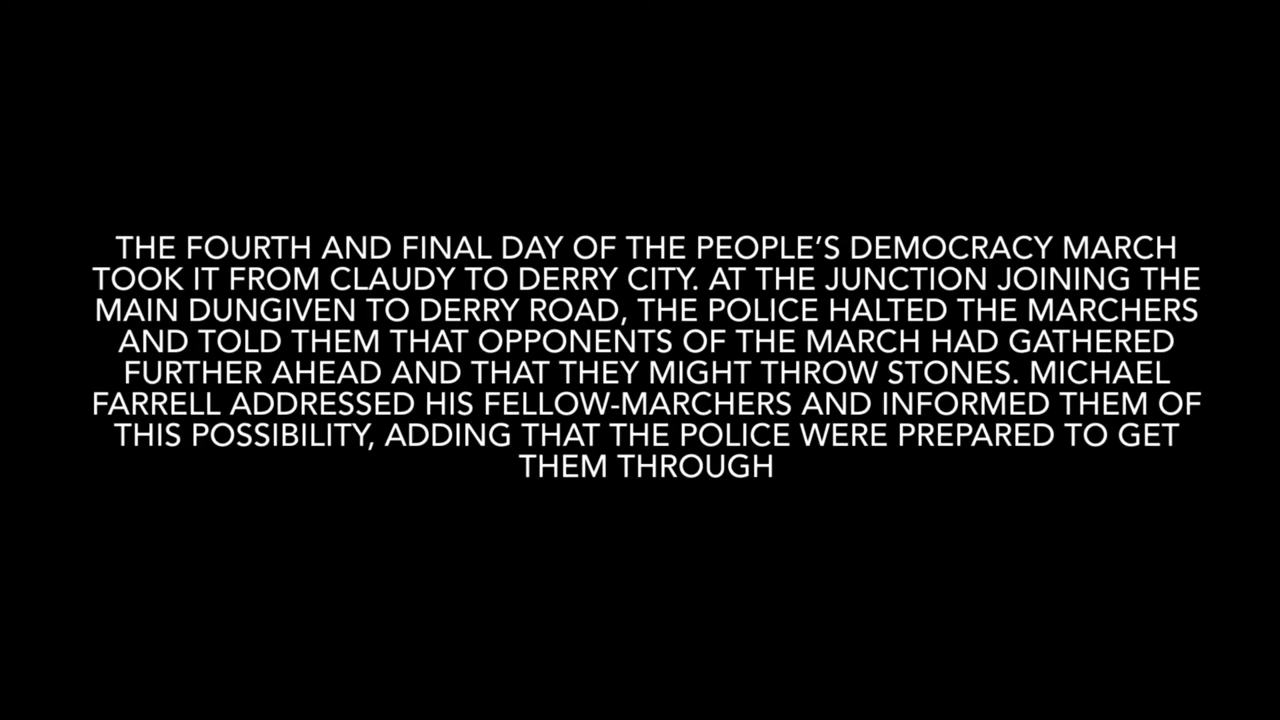 THE FOURTH AND FINAL DAY OF THE PEOPLE’S DEMOCRACY MARCH
TOOK IT FROM CLAUDY TO DERRY CITY. AT THE JUNCTION JOINING THE
MAIN DUNGIVEN TO DERRY ROAD, THE POLICE HALTED THE MARCHERS
AND TOLD THEM THAT OPPONENTS OF THE MARCH HAD GATHERED
FURTHER AHEAD AND THAT THEY MIGHT THROW STONES. MICHAEL
FARRELL ADDRESSED HIS FELLOW-MARCHERS AND INFORMED THEM OF
THIS POSSIBILITY, ADDING THAT THE POLICE WERE PREPARED TO GET
THEM THROUGH